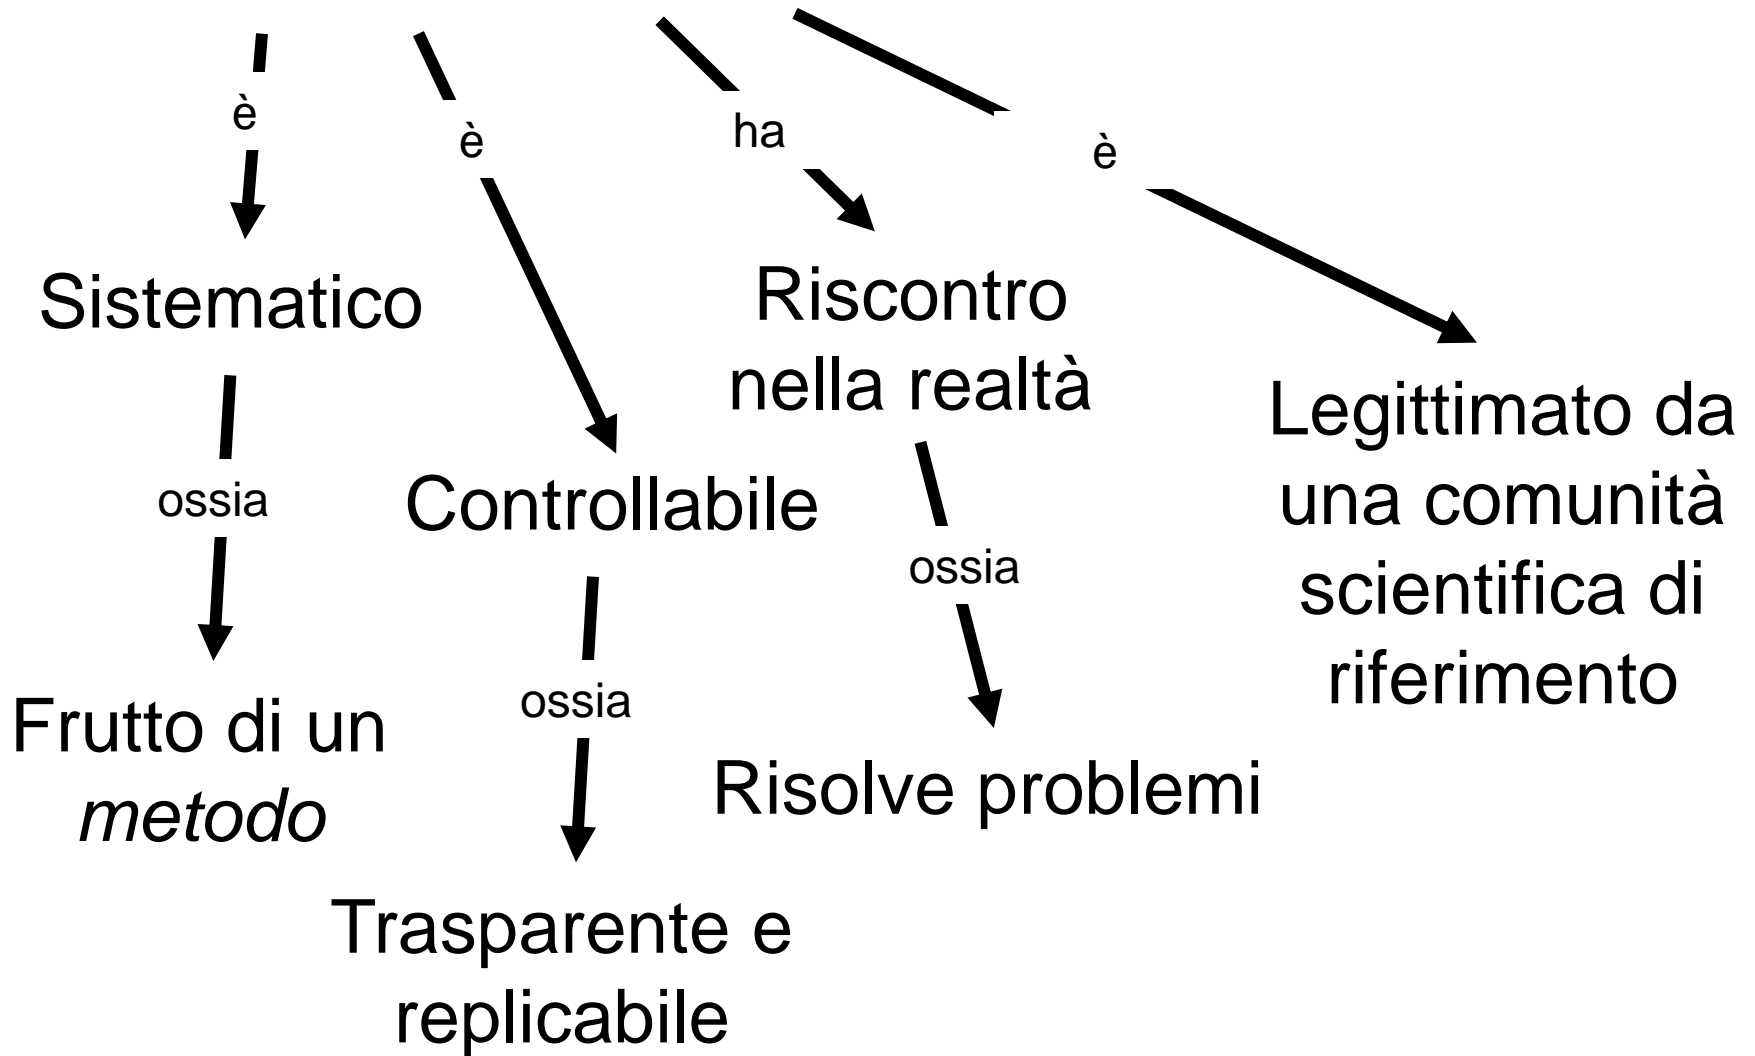 è
è
ha
è
Sistematico
Riscontro
nella realtà
Legittimato da
una comunità
scientifica di
riferimento
ossia
Controllabile
ossia
Frutto di un
metodo
ossia
Risolve problemi
Trasparente e
replicabile